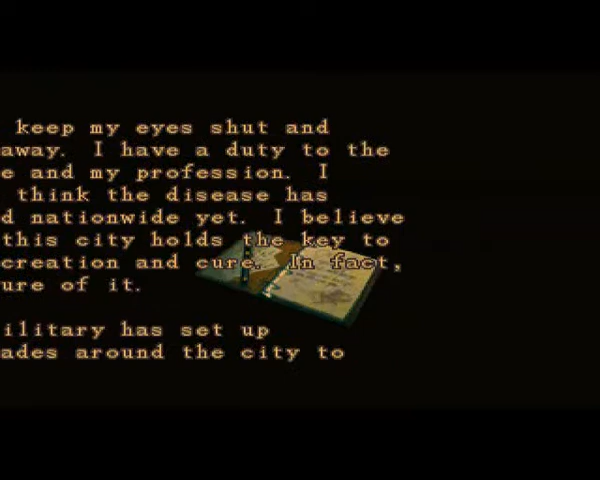 keep my eyes shut and
away. I have a duty to the
e and my profession. I
think the disease has
d nationwide yet. I believe
this city holds the key to
creation and cure. In fact,
ure of it.
ilitary has set up
ades around the city to